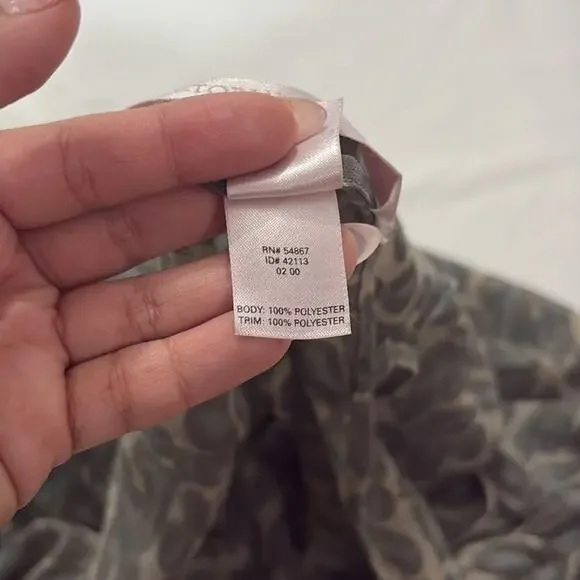 RN# 54867
ID# 42113
02 00
BODY: 100% POLYESTER
TRIM: 100% POLYESTER